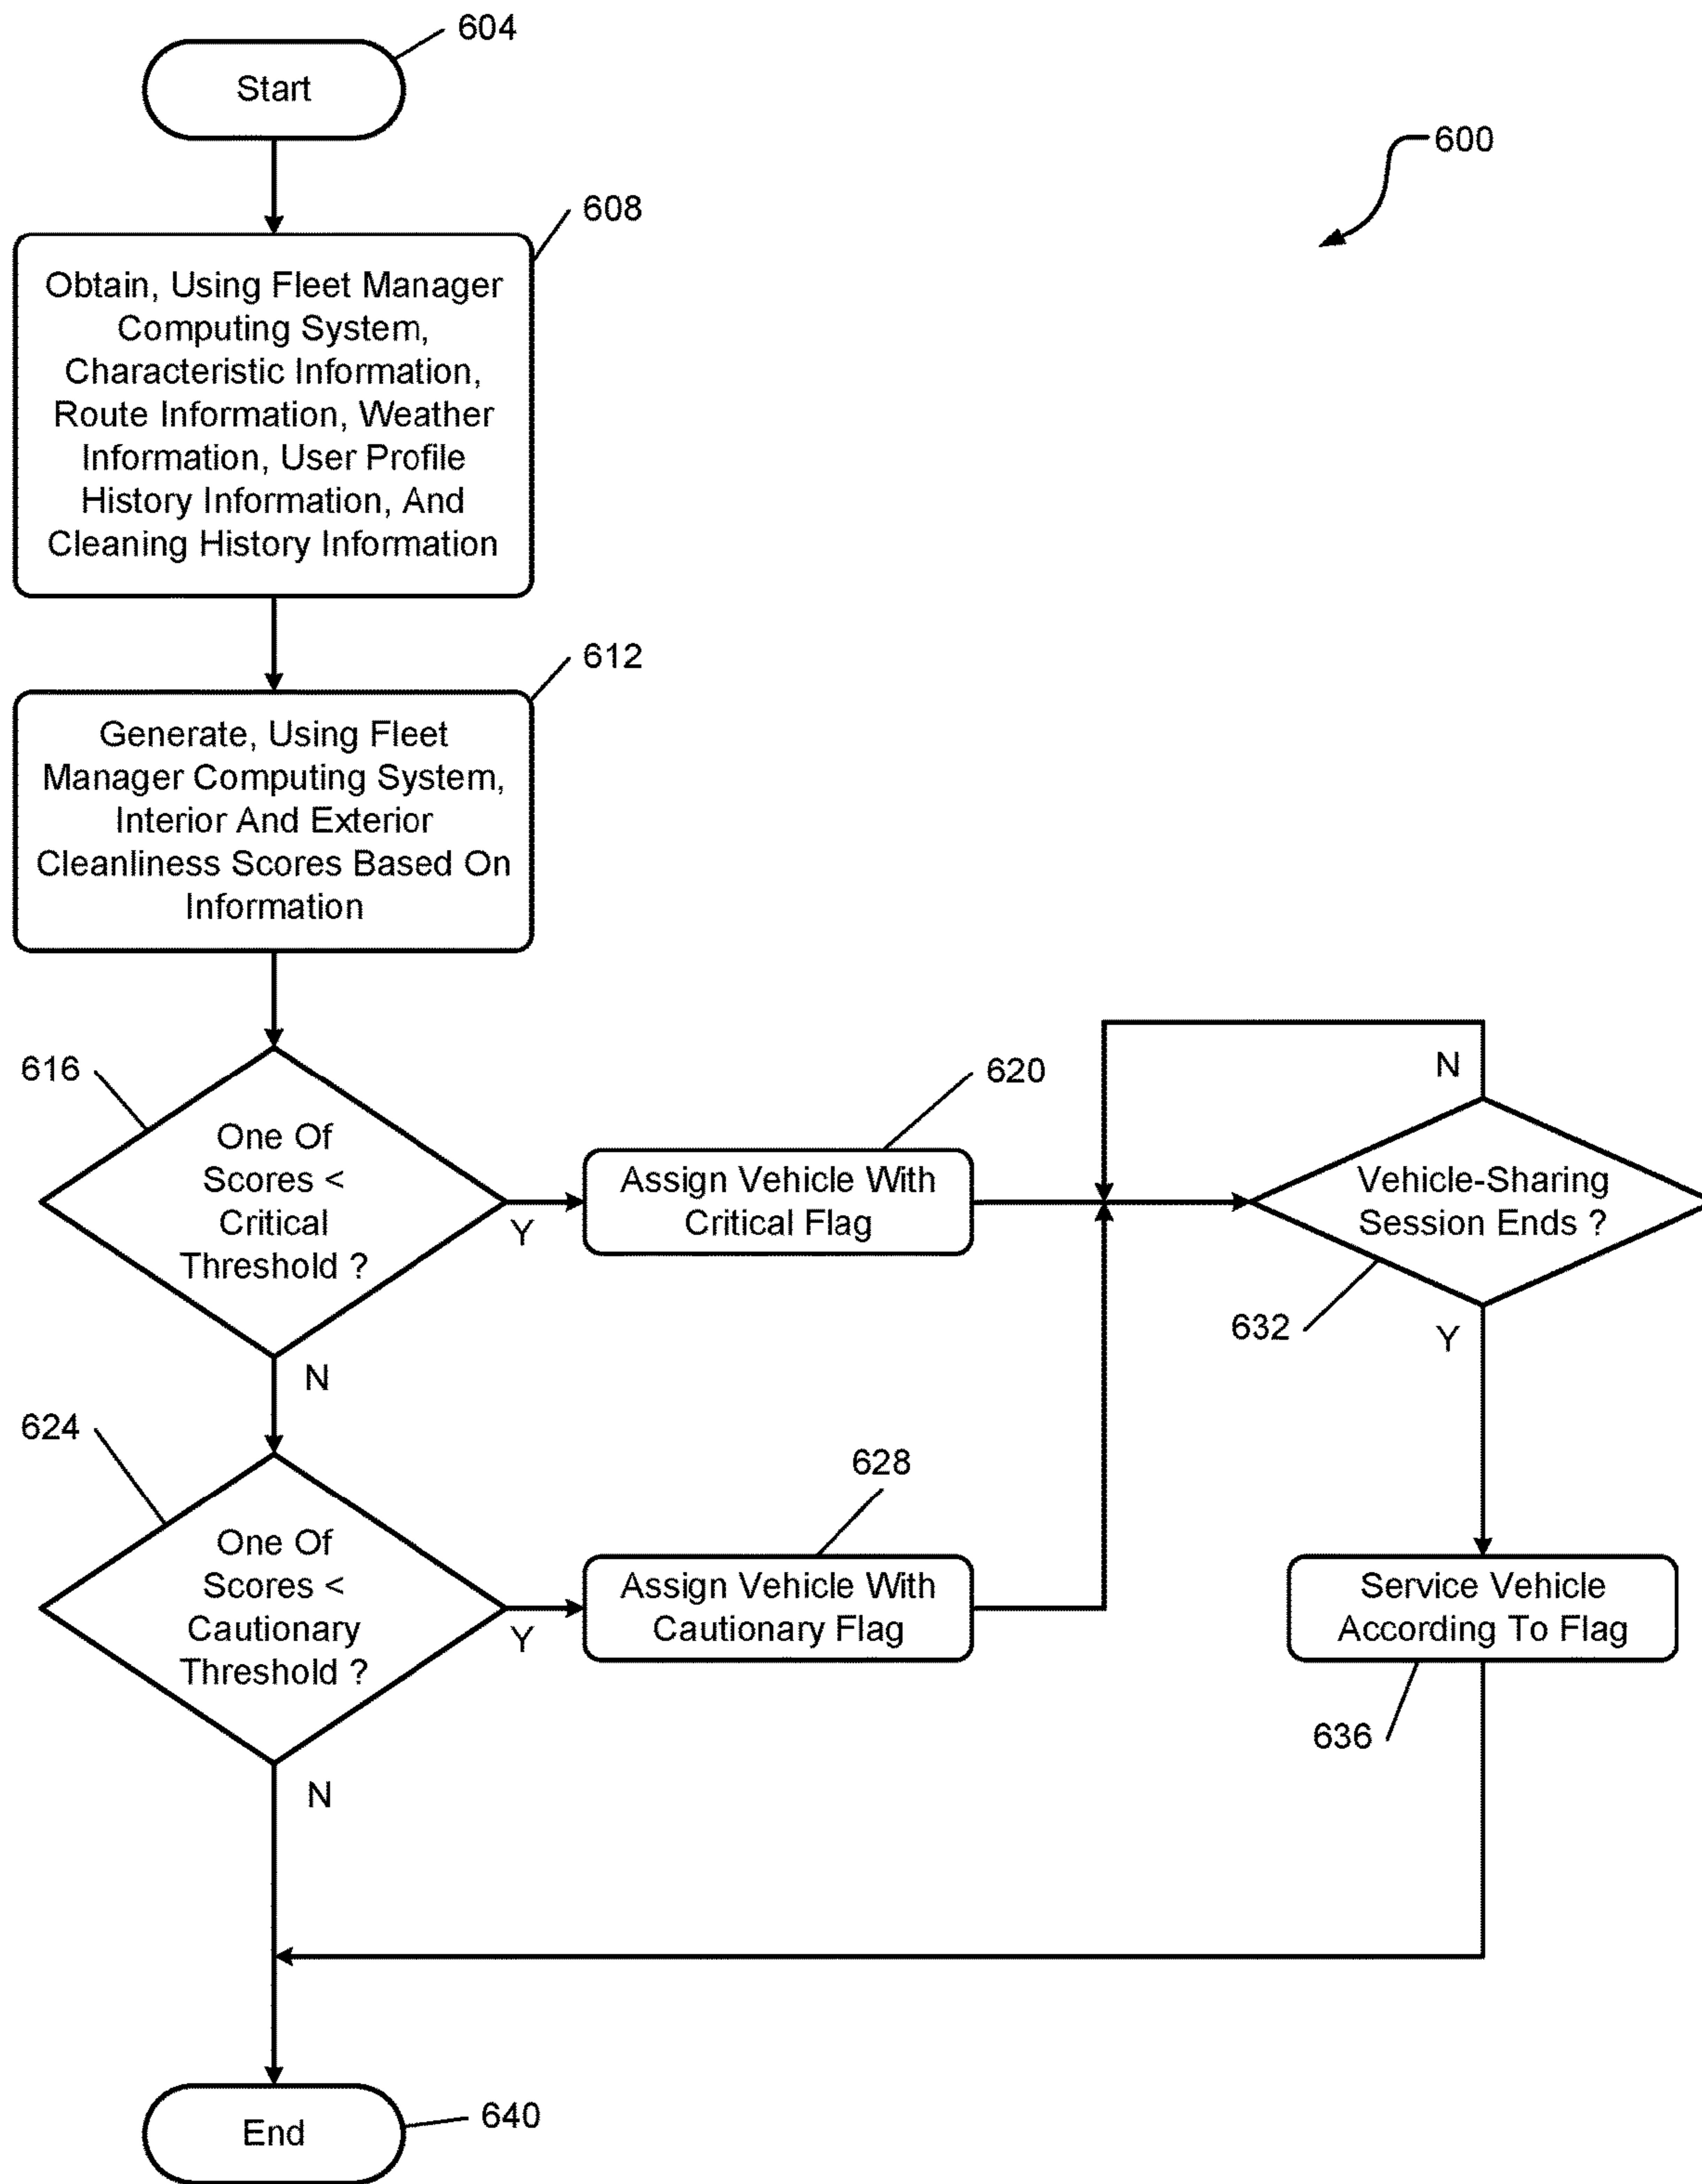 604
Start
600
608
Obtain, Using Fleet Manager
Computing System,
Characteristic Information,
Route Information, Weather
Information, User Profile
History Information, And
Cleaning History Information
612
Generate, Using Fleet
Manager Computing System,
Interior And Exterior
Cleanliness Scores Based On
Information
616
One Of
Scores <
Critical
Threshold ?
Y
N
620
Assign Vehicle With
Critical Flag
N
Vehicle-Sharing
Session Ends ?
632
Y
624
One Of
Scores <
Cautionary
Threshold ?
Y
N
628
Assign Vehicle With
Cautionary Flag
Service Vehicle
According To Flag
636
End
640